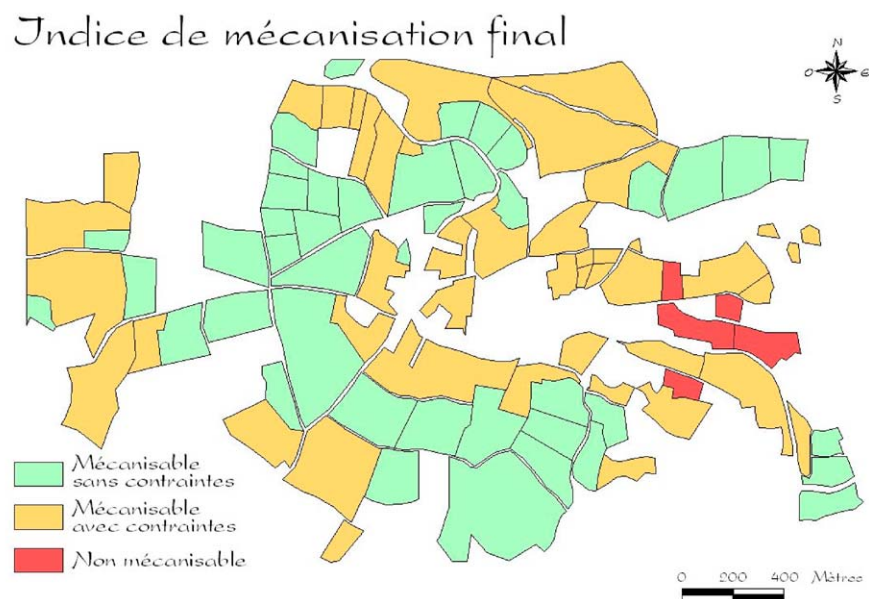 Indice de mécanisation final
N
O E
S
Mécanisable
sans contraintes
Mécanisable
avec contraintes
Non mécanisable
0 200 400 Mètres